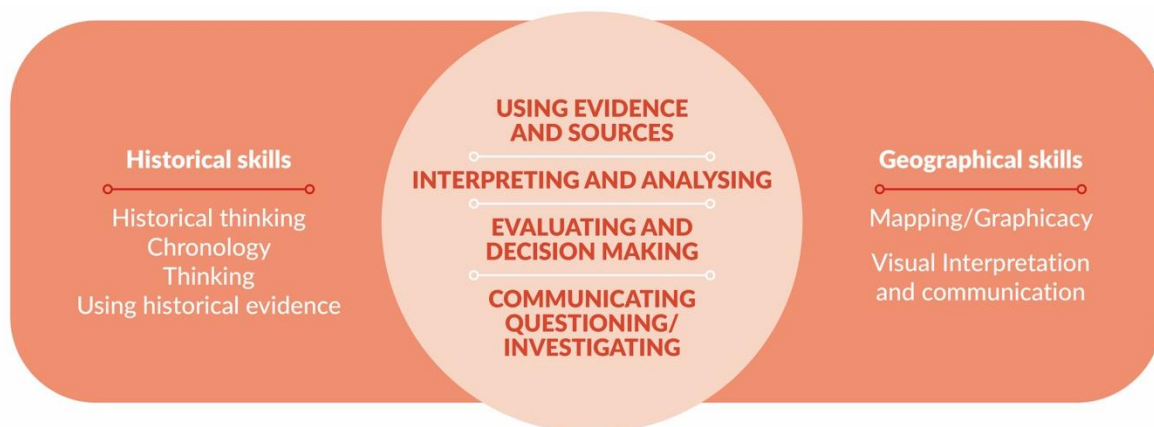 Historical skills
Historical thinking
Chronology
Thinking
Using historical evidence
USING EVIDENCE
AND SOURCES
INTERPRETING AND ANALYSING
EVALUATING AND
DECISION MAKING
COMMUNICATING
QUESTIONING/
INVESTIGATING
Geographical skills
Mapping/Graphicacy
Visual Interpretation
and communication